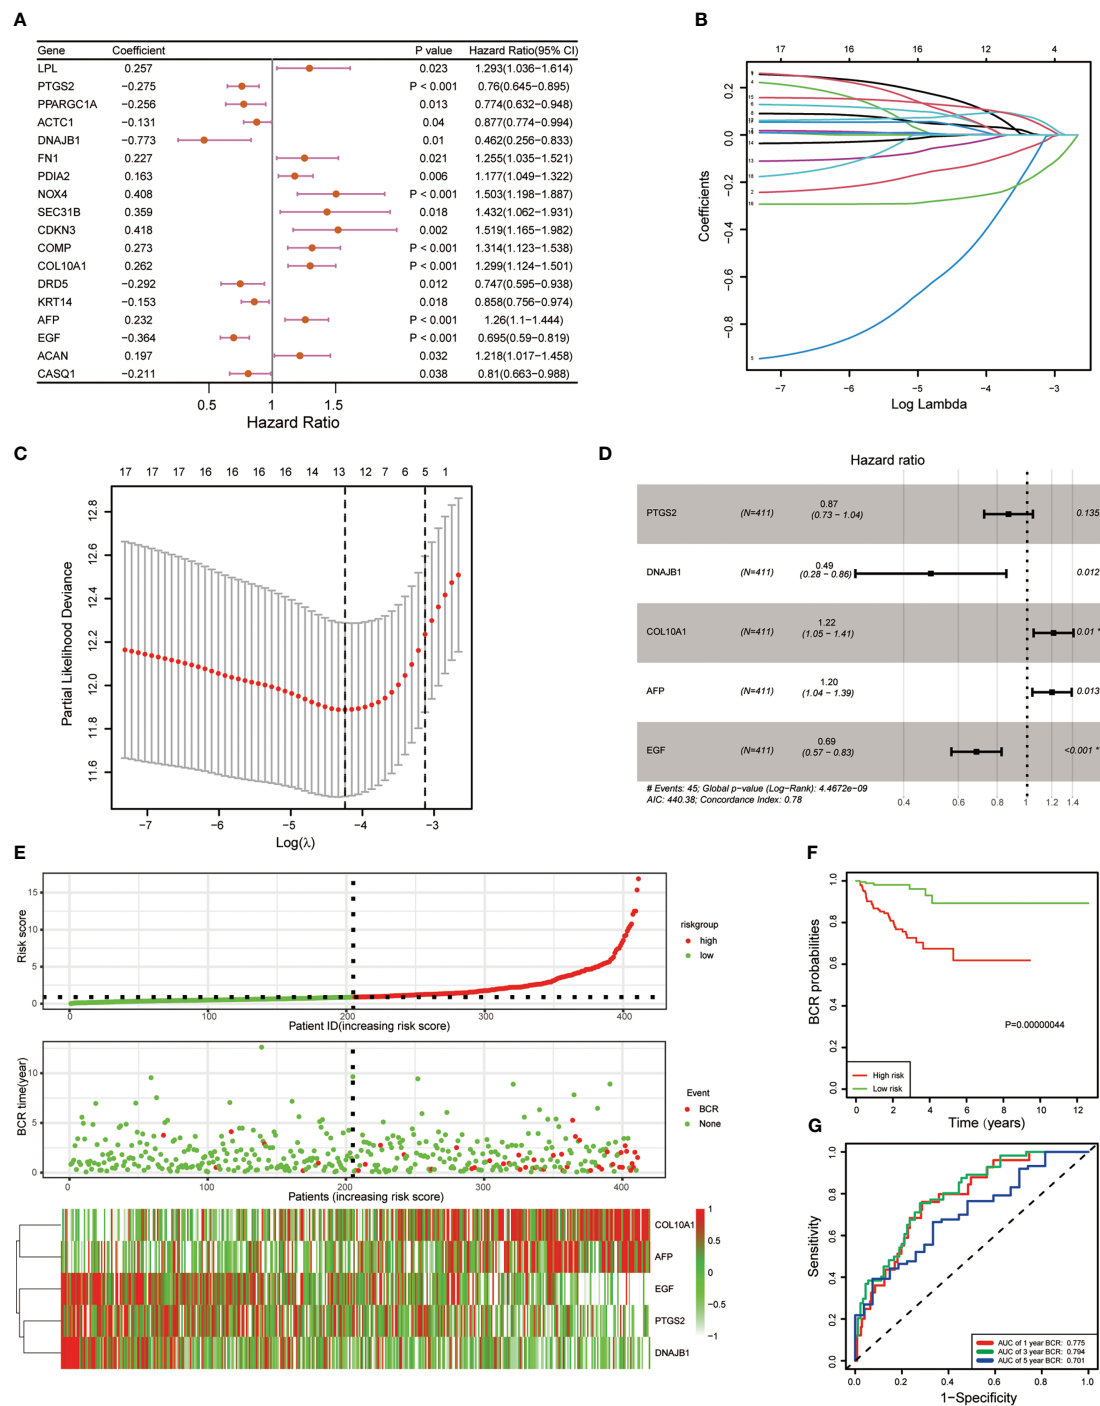 A
Gene Coefficient P value Hazard Ratio(95% CI)
LPL 0.257 0.023 1.293(1.036−1.614)
PTGS2 −0.275 P < 0.001 0.76(0.645−0.895)
PPARGC1A −0.256 0.013 0.774(0.632−0.948)
ACTC1 −0.131 0.04 0.877(0.774−0.994)
DNAJB1 −0.773 0.01 0.462(0.256−0.833)
FN1 0.227 0.021 1.255(1.035−1.521)
PDIA2 0.163 0.006 1.177(1.049−1.322)
NOX4 0.408 P < 0.001 1.503(1.198−1.887)
SEC31B 0.359 0.018 1.432(1.062−1.931)
CDKN3 0.418 0.002 1.519(1.165−1.982)
COMP 0.273 P < 0.001 1.314(1.123−1.538)
COL10A1 0.262 P < 0.001 1.299(1.124−1.501)
DRD5 −0.292 0.012 0.747(0.595−0.938)
KRT14 −0.153 0.018 0.858(0.756−0.974)
AFP 0.232 P < 0.001 1.26(1.1−1.444)
EGF −0.364 P < 0.001 0.695(0.59−0.819)
ACAN 0.197 0.032 1.218(1.017−1.458)
CASQ1 −0.211 0.038 0.81(0.663−0.988)
0.5 1 1.5
Hazard Ratio
B
17 16 16 12 4
0.2
0.0
−0.2
−0.4
−0.6
−0.8
Coefficients
4
15
6
8
14
13
18
2
16
5
−7 −6 −5 −4 −3
Log Lambda
C
17 17 17 16 16 16 16 14 13 12 7 6 5 1
12.8
12.6
12.4
12.2
12.0
11.8
11.6
Partial Likelihood Deviance
−7 −6 −5 −4 −3
Log(λ)
D
Hazard ratio
PTGS2 (N=411) 0.87 (0.73 − 1.04) 0.135
DNAJB1 (N=411) 0.49 (0.28 − 0.86) 0.012
COL10A1 (N=411) 1.22 (1.05 − 1.41) 0.01 *
AFP (N=411) 1.20 (1.04 − 1.39) 0.013
EGF (N=411) 0.69 (0.57 − 0.83) <0.001 *
# Events: 45; Global p−value (Log−Rank): 4.4672e−09
AIC: 440.38; Concordance Index: 0.78
0.4 0.6 0.8 1 1.2 1.4
E
15
10
5
0
Risk score
0 100 200 300 400
Patient ID(increasing risk score)
riskgroup
high
low
10
5
0
BCR time(year)
0 100 200 300 400
Patients (increasing risk score)
Event
BCR
None
COL10A1
AFP
EGF
PTGS2
DNAJB1
1
0.5
0
−0.5
−1
F
1.0
0.8
0.6
0.4
0.2
0.0
BCR probabilities
P=0.00000044
High risk
Low risk
0 2 4 6 8 10 12
Time (years)
G
1.0
0.8
0.6
0.4
0.2
0.0
Sensitivity
AUC of 1 year BCR: 0.775
AUC of 3 year BCR: 0.794
AUC of 5 year BCR: 0.701
0.0 0.2 0.4 0.6 0.8 1.0
1−Specificity